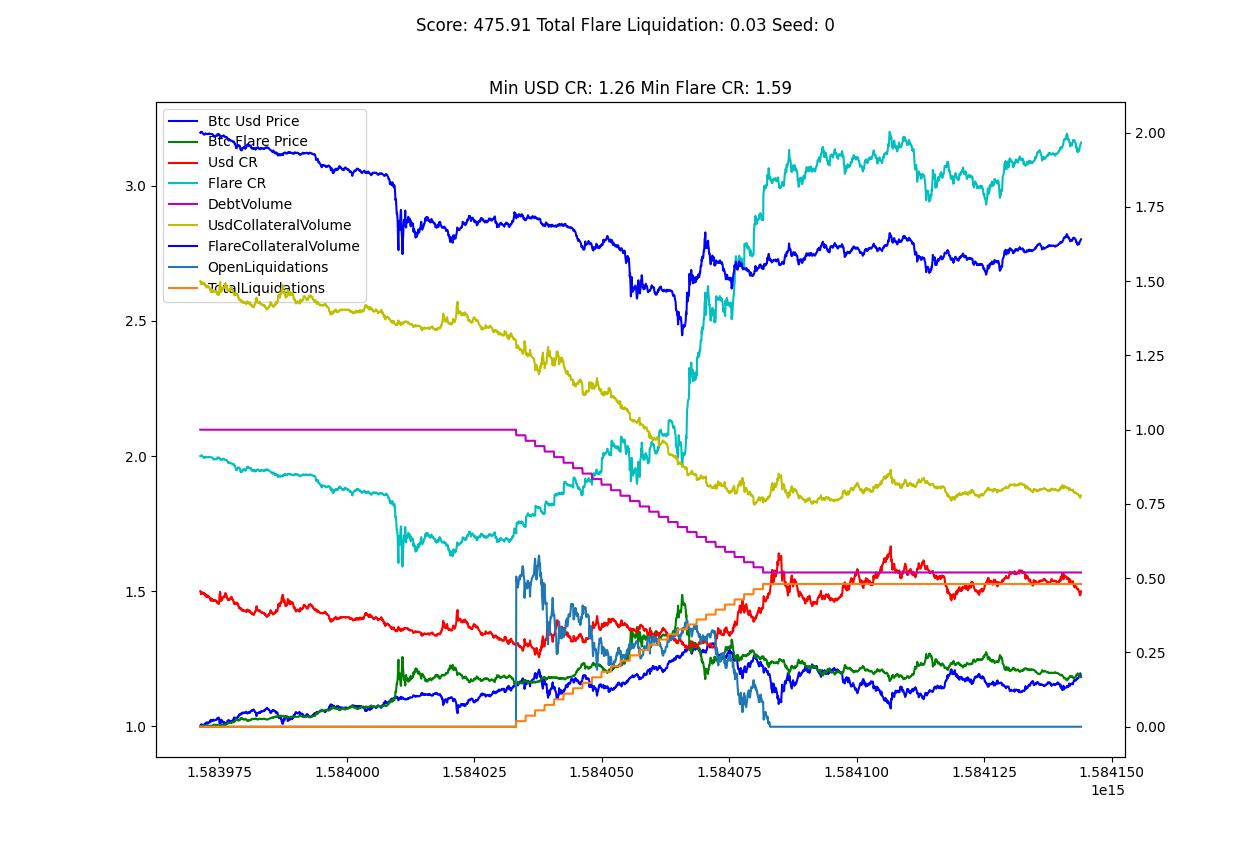 Score: 475.91 Total Flare Liquidation: 0.03 Seed: 0
Min USD CR: 1.26 Min Flare CR: 1.59
Btc Usd Price
Btc Flare Price
Usd CR
Flare CR
DebtVolume
UsdCollateralVolume
FlareCollateralVolume
OpenLiquidations
TotalLiquidations
3.0
2.5
2.0
1.5
1.0
2.00
1.75
1.50
1.25
1.00
0.75
0.50
0.25
0.00
1.583975 1.584000 1.584025 1.584050 1.584075 1.584100 1.584125 1.584150
1e15